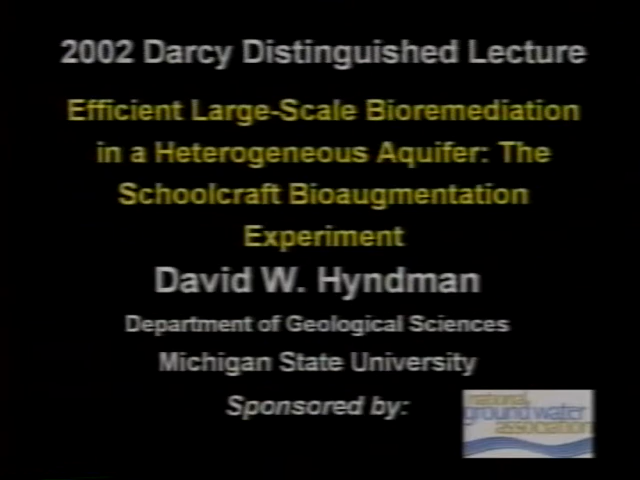 2002 Darcy Distinguished Lecture
Efficient Large-Scale Bioremediation
in a Heterogeneous Aquifer: The
Schoolcraft Bioaugmentation
Experiment
David W. Hyndman
Department of Geological Sciences
Michigan State University
Sponsored by:
national
ground water
association